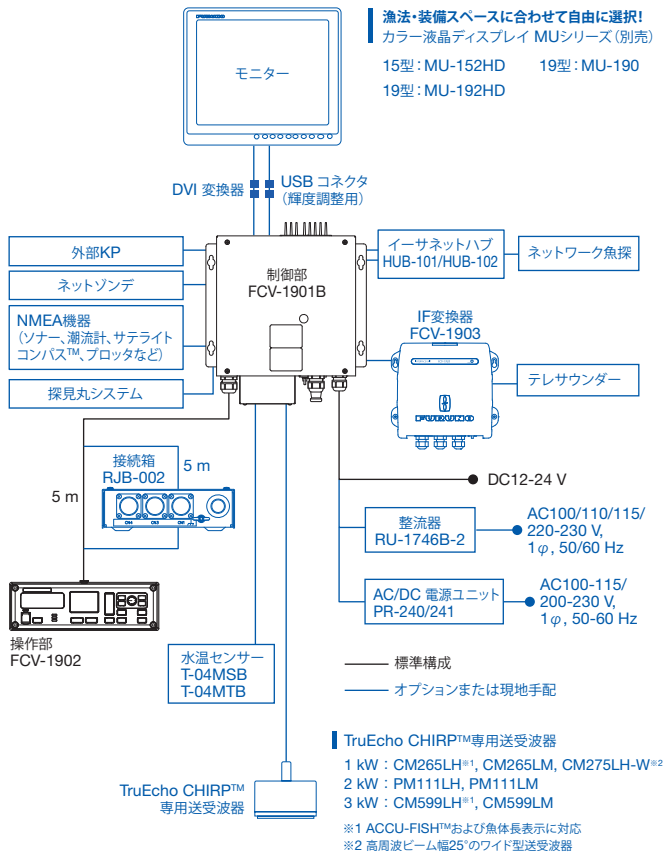 FURUNO
モニター
漁法・装備スペースに合わせて自由に選択!
カラー液晶ディスプレイ MUシリーズ(別売)
15型:MU-152HD 19型:MU-190
19型:MU-192HD
DVI 変換器
USB コネクタ
(輝度調整用)
外部KP
ネットゾンデ
NMEA機器
(ソナー、潮流計、サテライト
コンパス™、プロッタなど)
探見丸システム
制御部
FCV-1901B
イーサネットハブ
HUB-101/HUB-102
ネットワーク魚探
IF変換器
FCV-1903
FURUNO
テレサウンダー
接続箱
RJB-002
5 m
5 m
操作部
FCV-1902
DC12-24 V
整流器
RU-1746B-2
AC100/110/115/
220-230 V,
1φ, 50/60 Hz
AC/DC 電源ユニット
PR-240/241
AC100-115/
200-230 V,
1φ, 50-60 Hz
水温センサー
T-04MSB
T-04MTB
標準構成
オプションまたは現地手配
TruEcho CHIRP™
専用送受波器
TruEcho CHIRP™専用送受波器
1 kW:CM265LH※1, CM265LM, CM275LH-W※2
2 kW:PM111LH, PM111LM
3 kW:CM599LH※1, CM599LM
※1 ACCU-FISH™および魚体長表示に対応
※2 高周波ビーム幅25°のワイド型送受波器